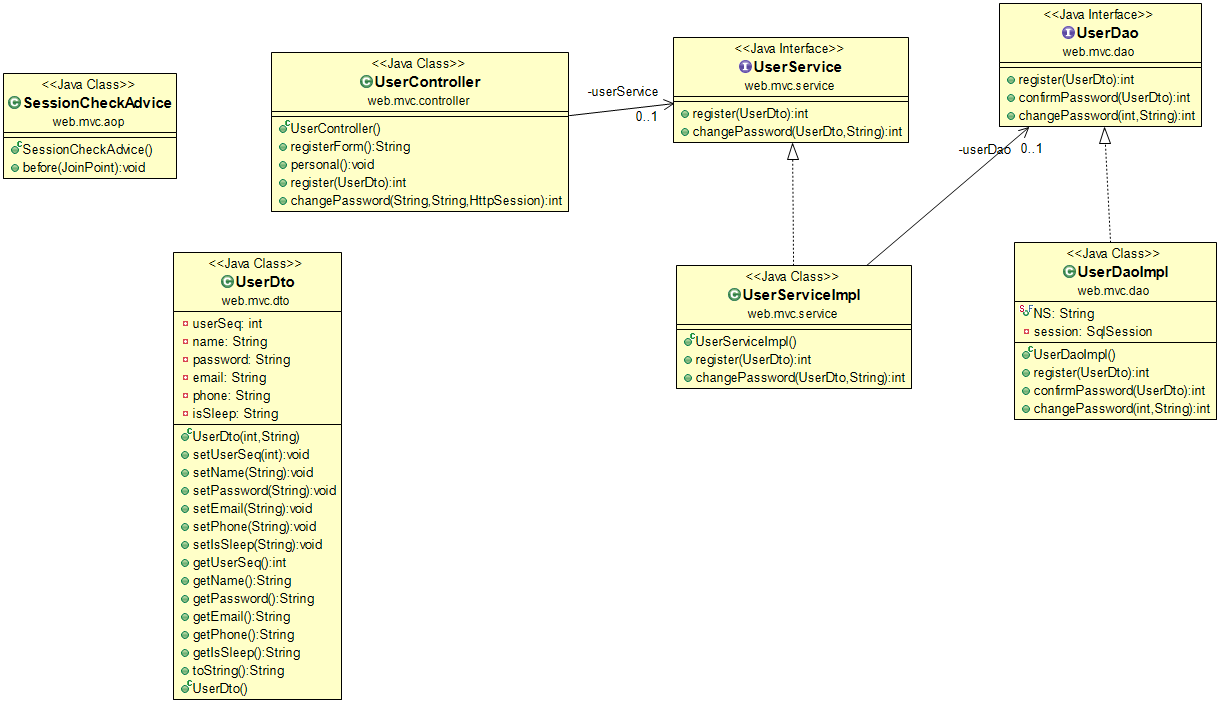 <<Java Class>>
SessionCheckAdvice
web.mvc.aop
SessionCheckAdvice()
before(JoinPoint):void
<<Java Class>>
UserController
web.mvc.controller
UserController()
registerForm():String
personal():void
register(UserDto):int
changePassword(String,String,HttpSession):int
-userService
0..1
<<Java Interface>>
UserService
web.mvc.service
register(UserDto):int
changePassword(UserDto,String):int
<<Java Interface>>
UserDao
web.mvc.dao
register(UserDto):int
confirmPassword(UserDto):int
changePassword(int,String):int
-userDao
0..1
<<Java Class>>
UserDto
web.mvc.dto
userSeq: int
name: String
password: String
email: String
phone: String
isSleep: String
UserDto(int,String)
setUserSeq(int):void
setName(String):void
setPassword(String):void
setEmail(String):void
setPhone(String):void
setIsSleep(String):void
getUserSeq():int
getName():String
getPassword():String
getEmail():String
getPhone():String
getIsSleep():String
toString():String
UserDto()
<<Java Class>>
UserServiceImpl
web.mvc.service
UserServiceImpl()
register(UserDto):int
changePassword(UserDto,String):int
<<Java Class>>
UserDaoImpl
web.mvc.dao
NS: String
session: SqlSession
UserDaoImpl()
register(UserDto):int
confirmPassword(UserDto):int
changePassword(int,String):int